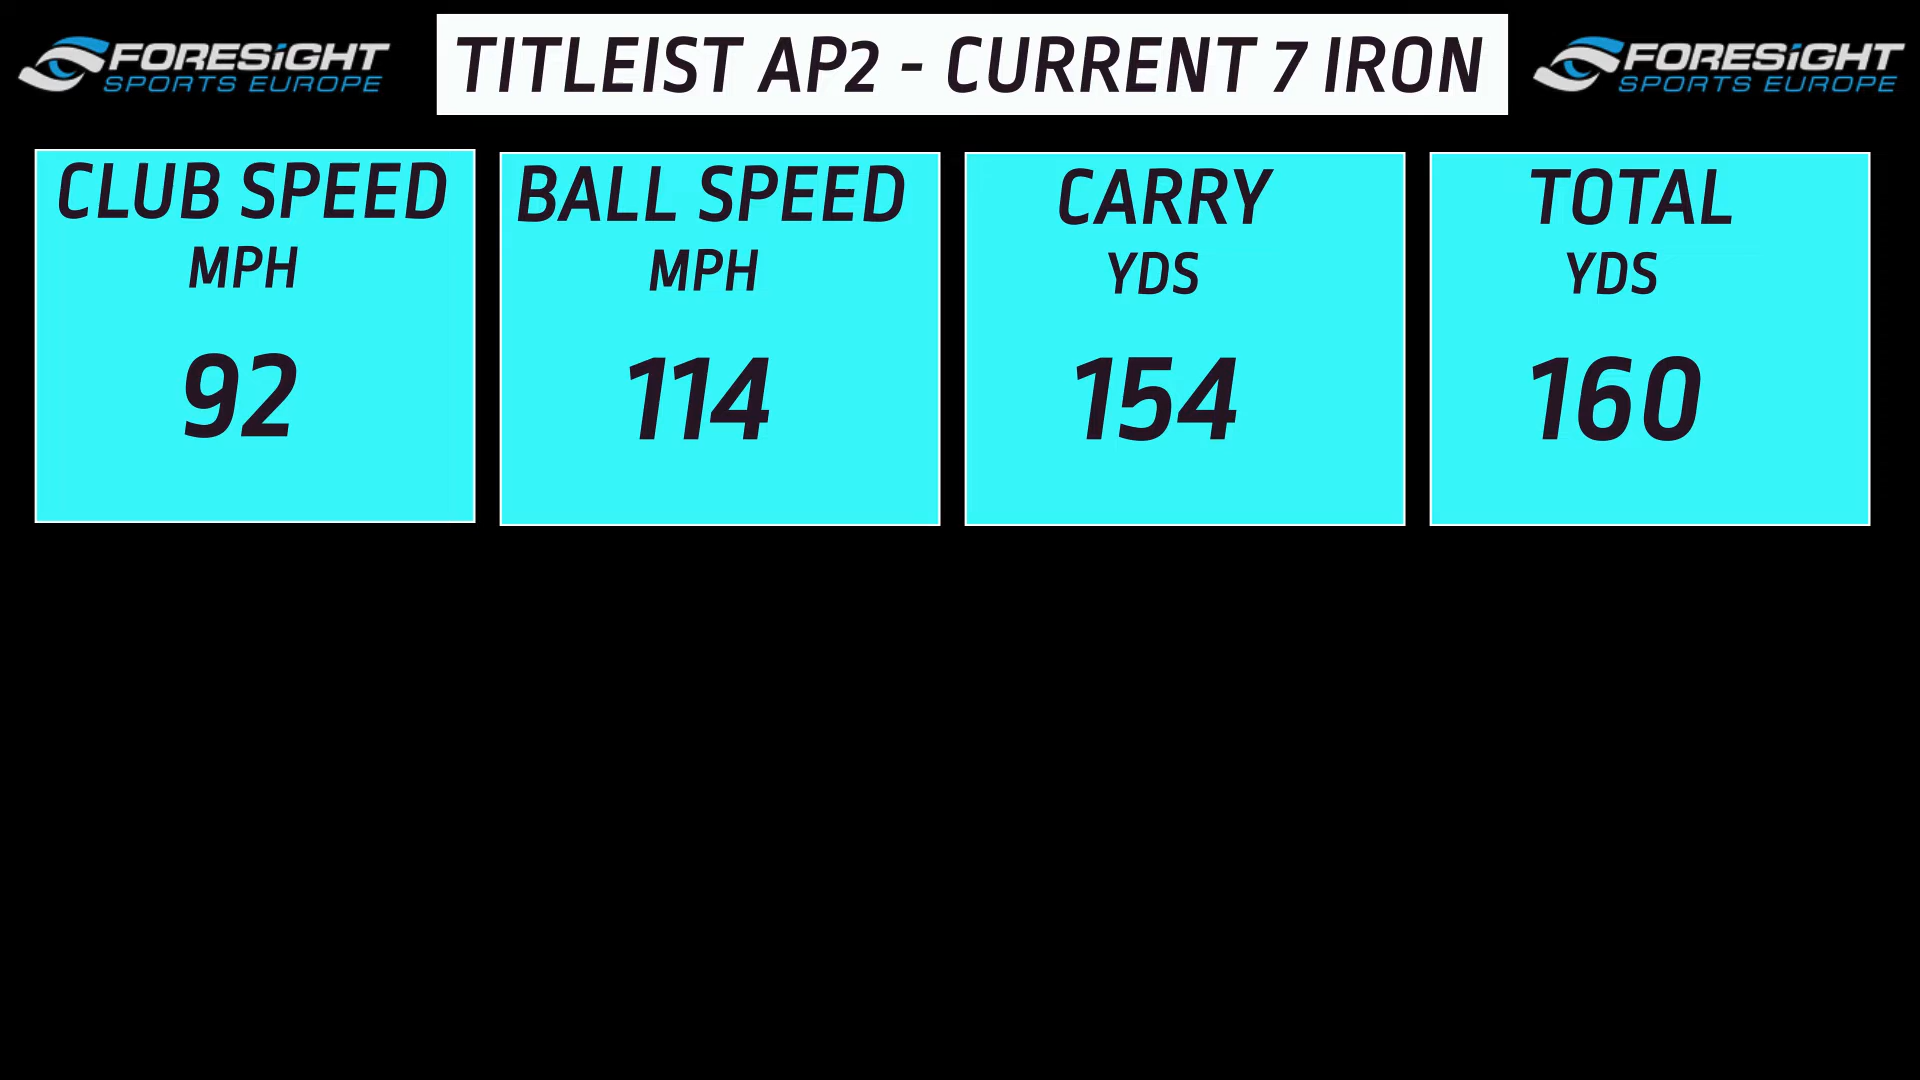 FORESiGHT
SPORTS EUROPE
TITLEIST AP2 - CURRENT 7 IRON
FORESiGHT
SPORTS EUROPE
CLUB SPEED
MPH
92
BALL SPEED
MPH
114
CARRY
YDS
154
TOTAL
YDS
160